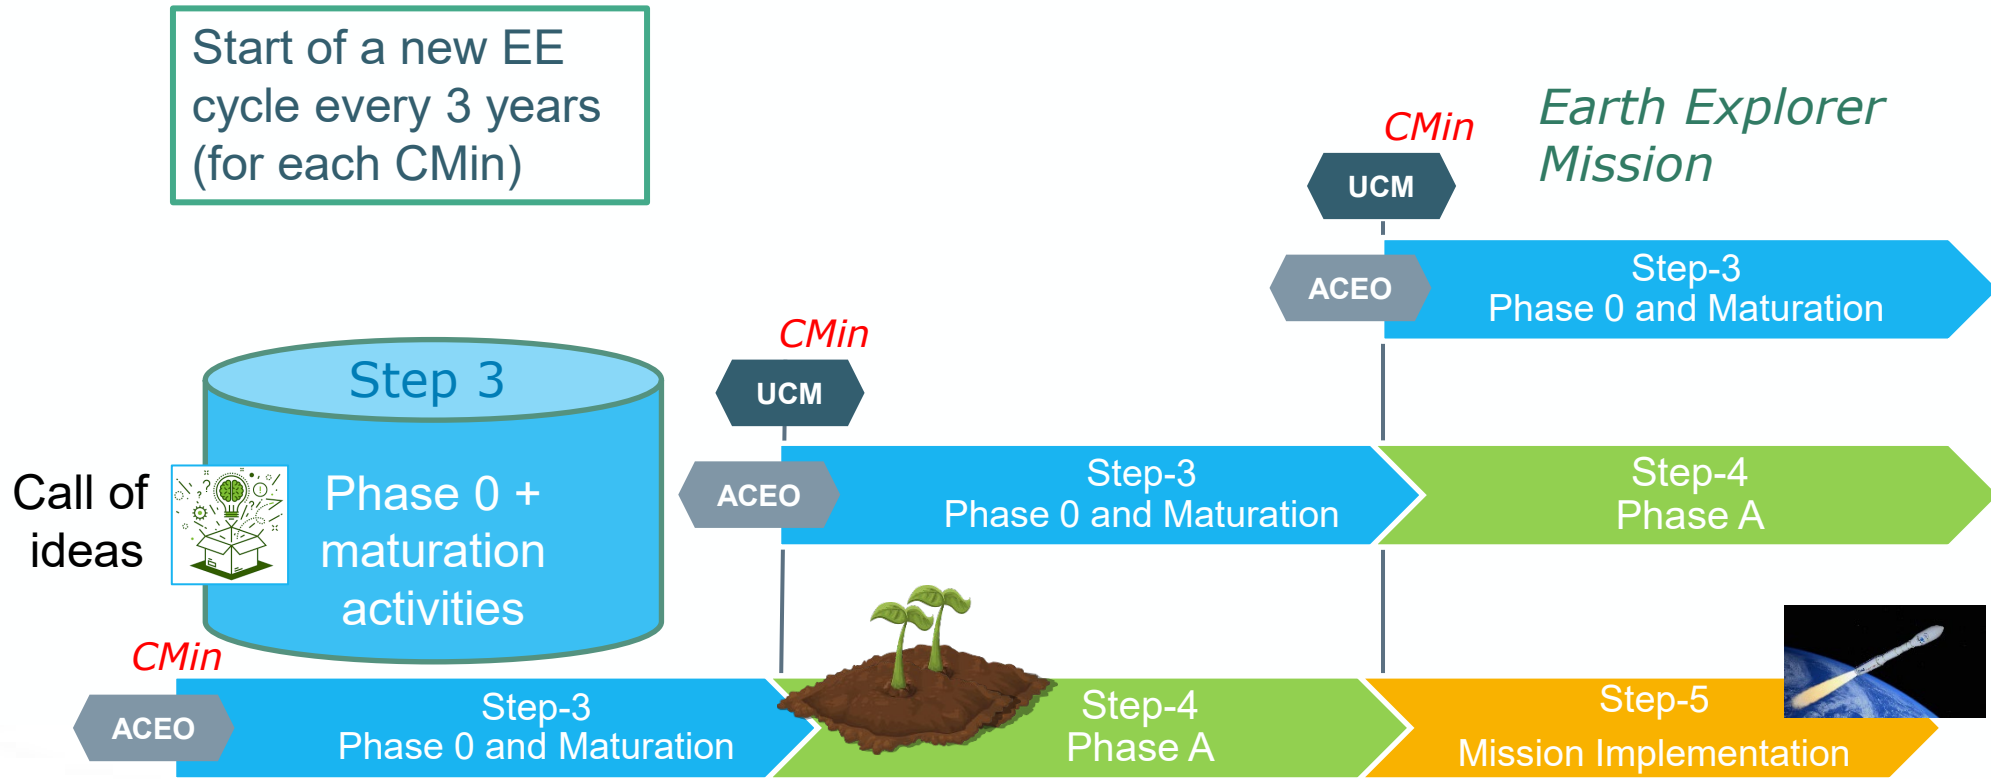 Start of a new EE
cycle every 3 years
(for each CMin)
Earth Explorer
Mission
CMin
UCM
ACEO
Step-3
Phase 0 and Maturation
CMin
UCM
ACEO
Step-3
Phase 0 and Maturation
Step-4
Phase A
Step 3
Phase 0 +
maturation
activities
Call of
ideas
CMin
ACEO
Step-3
Phase 0 and Maturation
Step-4
Phase A
Step-5
Mission Implementation